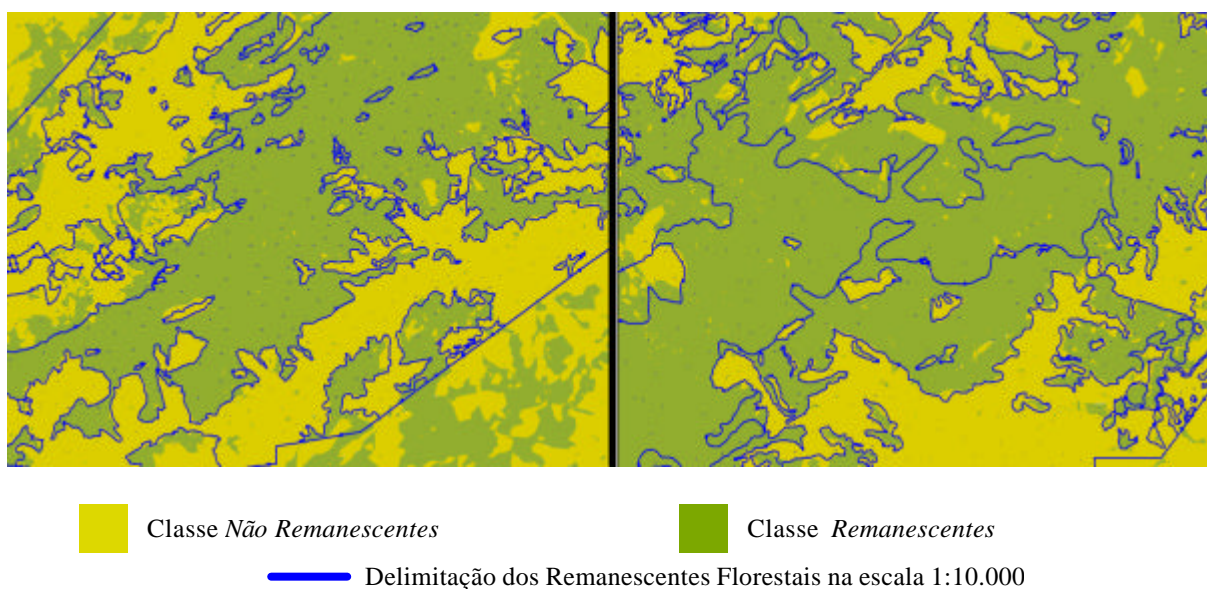 Classe Não Remanescentes
Classe Remanescentes
Delimitação dos Remanescentes Florestais na escala 1:10.000